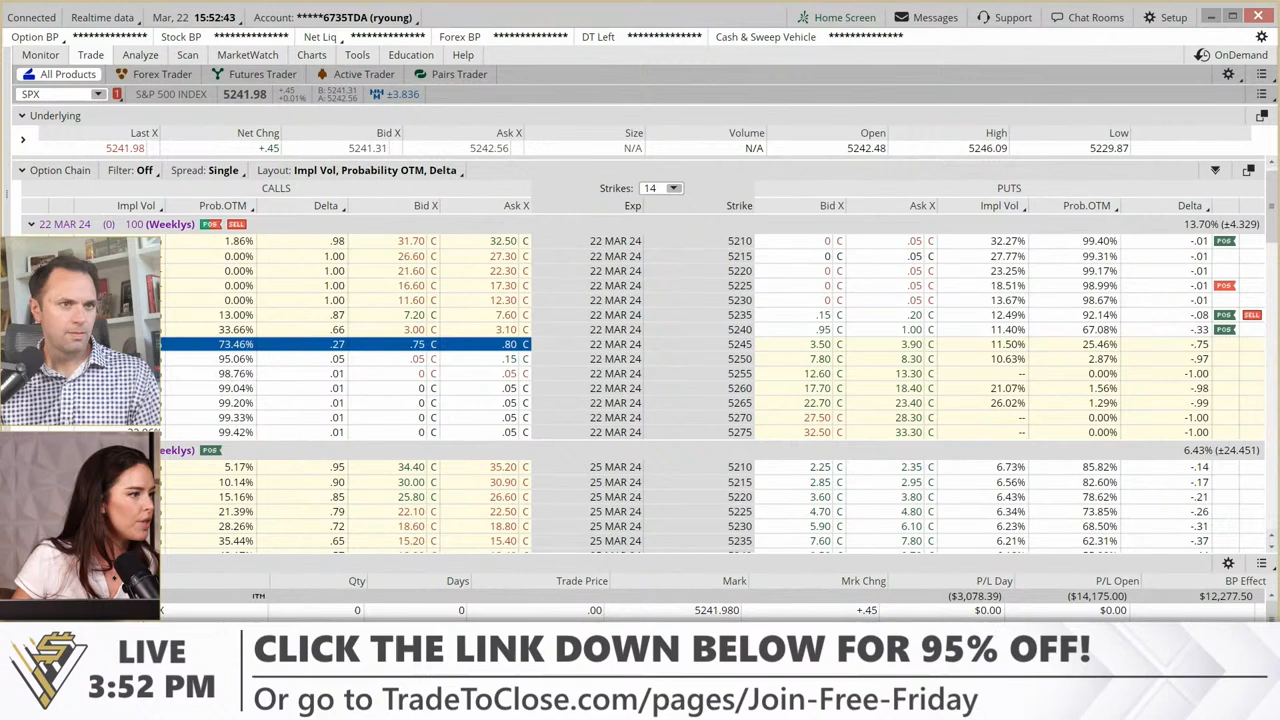 Connected Realtime data Mar, 22 15:52:43 Account: *****6735TDA (ryoung) Home Screen Messages Support Chat Rooms Setup
Option BP ************** Stock BP ************** Net Liq ************** Forex BP ************** DT Left ************** Cash & Sweep Vehicle **************
Monitor Trade Analyze Scan MarketWatch Charts Tools Education Help OnDemand
All Products Forex Trader Futures Trader Active Trader Pairs Trader
SPX 1 S&P 500 INDEX 5241.98 +.45 +0.01% B: 5241.31 A: 5242.56 ±3.836
Underlying
Last X Net Chng Bid X Ask X Size Volume Open High Low
5241.98 +.45 5241.31 5242.56 N/A N/A 5242.48 5246.09 5229.87
Option Chain Filter: Off Spread: Single Layout: Impl Vol, Probability OTM, Delta
CALLS Strikes: 14 PUTS
Impl Vol Prob.OTM Delta Bid X Ask X Exp Strike Bid X Ask X Impl Vol Prob.OTM Delta
22 MAR 24 (0) 100 (Weeklys) POS SELL 13.70% (±4.329)
1.86% .98 31.70 C 32.50 C 22 MAR 24 5210 0 C .05 C 32.27% 99.40% -.01 POS
0.00% 1.00 26.60 C 27.30 C 22 MAR 24 5215 0 C .05 C 27.77% 99.31% -.01
0.00% 1.00 21.60 C 22.30 C 22 MAR 24 5220 0 C .05 C 23.25% 99.17% -.01
0.00% 1.00 16.60 C 17.30 C 22 MAR 24 5225 0 C .05 C 18.51% 98.99% -.01 POS
0.00% 1.00 11.60 C 12.30 C 22 MAR 24 5230 0 C .05 C 13.67% 98.67% -.01
13.00% .87 7.20 C 7.60 C 22 MAR 24 5235 .15 C .20 C 12.49% 92.14% -.08 POS SELL
33.66% .66 3.00 C 3.10 C 22 MAR 24 5240 .95 C 1.00 C 11.40% 67.08% -.33 POS
73.46% .27 .75 C .80 C 22 MAR 24 5245 3.50 C 3.90 C 11.50% 25.46% -.75
95.06% .05 .05 C .15 C 22 MAR 24 5250 7.80 C 8.30 C 10.63% 2.87% -.97
98.76% .01 0 C .05 C 22 MAR 24 5255 12.60 C 13.30 C -- 0.00% -1.00
99.04% .01 0 C .05 C 22 MAR 24 5260 17.70 C 18.40 C 21.07% 1.56% -.98
99.20% .01 0 C .05 C 22 MAR 24 5265 22.70 C 23.40 C 26.02% 1.29% -.99
99.33% .01 0 C .05 C 22 MAR 24 5270 27.50 C 28.30 C -- 0.00% -1.00
99.42% .01 0 C .05 C 22 MAR 24 5275 32.50 C 33.30 C -- 0.00% -1.00
eeklys) POS 6.43% (±24.451)
5.17% .95 34.40 C 35.20 C 25 MAR 24 5210 2.25 C 2.35 C 6.73% 85.82% -.14
10.14% .90 30.00 C 30.90 C 25 MAR 24 5215 2.85 C 2.95 C 6.56% 82.60% -.17
15.16% .85 25.80 C 26.60 C 25 MAR 24 5220 3.60 C 3.80 C 6.43% 78.62% -.21
21.39% .79 22.10 C 22.50 C 25 MAR 24 5225 4.70 C 4.80 C 6.34% 73.85% -.26
28.26% .72 18.60 C 18.80 C 25 MAR 24 5230 5.90 C 6.10 C 6.23% 68.50% -.31
35.44% .65 15.20 C 15.40 C 25 MAR 24 5235 7.60 C 7.80 C 6.21% 62.31% -.37
Qty Days Trade Price Mark Mrk Chng P/L Day P/L Open BP Effect
($3,078.39) ($14,175.00) $12,277.50
0 0 .00 5241.980 +.45 $0.00 $0.00
LIVE
3:52 PM
CLICK THE LINK DOWN BELOW FOR 95% OFF!
Or go to TradeToClose.com/pages/Join-Free-Friday